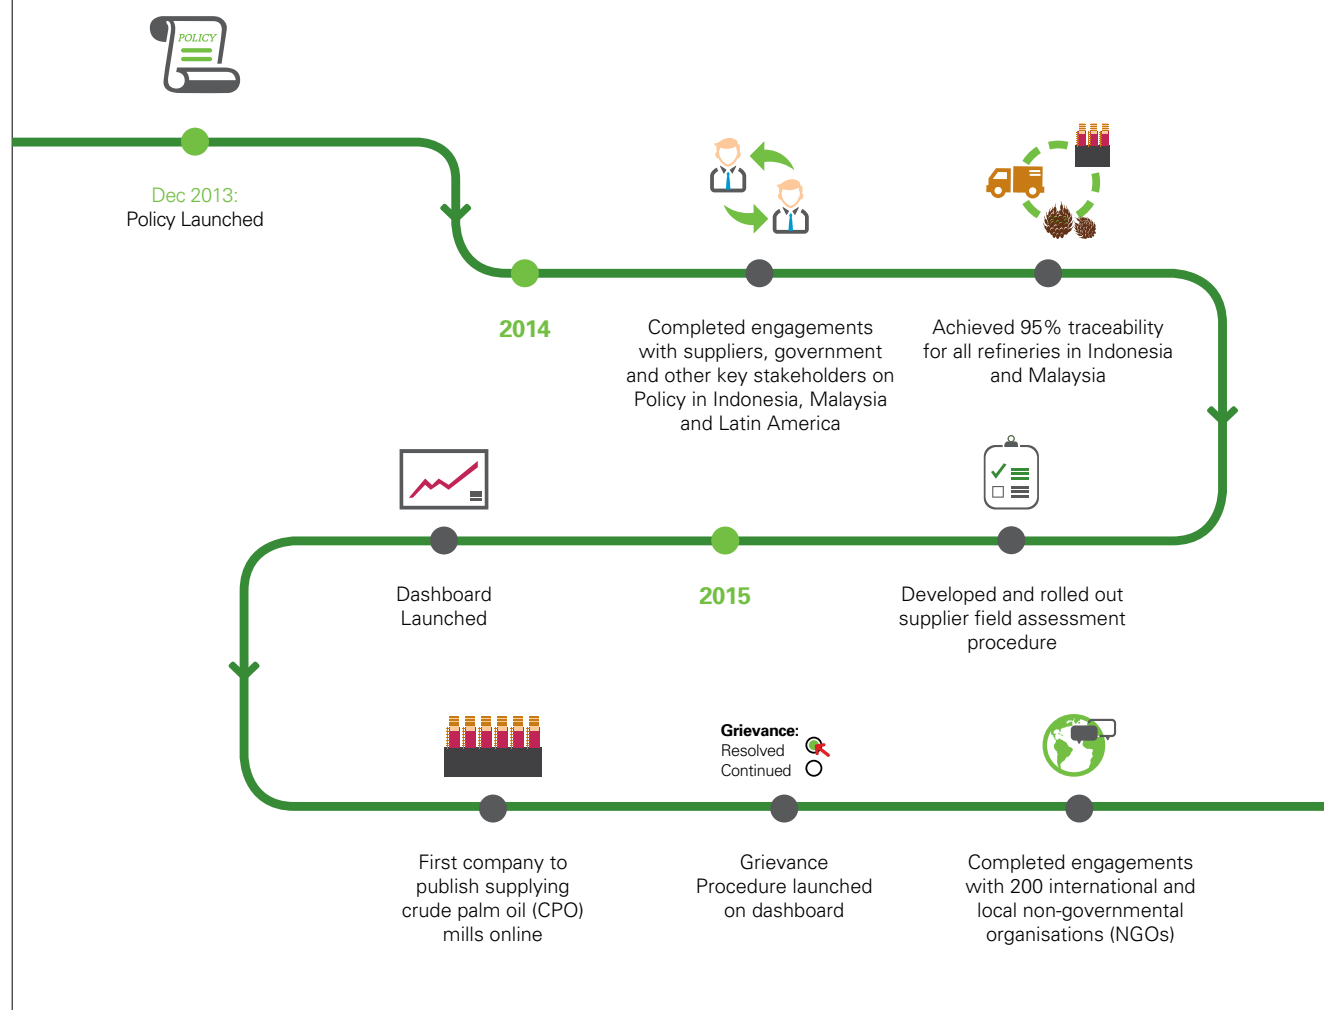 POLICY
Dec 2013:
Policy Launched
2014
Completed engagements
with suppliers, government
and other key stakeholders on
Policy in Indonesia, Malaysia
and Latin America
Achieved 95% traceability
for all refineries in Indonesia
and Malaysia
Developed and rolled out
supplier field assessment
procedure
2015
Dashboard
Launched
First company to
publish supplying
crude palm oil (CPO)
mills online
Grievance:
Resolved
Continued
Grievance
Procedure launched
on dashboard
Completed engagements
with 200 international and
local non-governmental
organisations (NGOs)